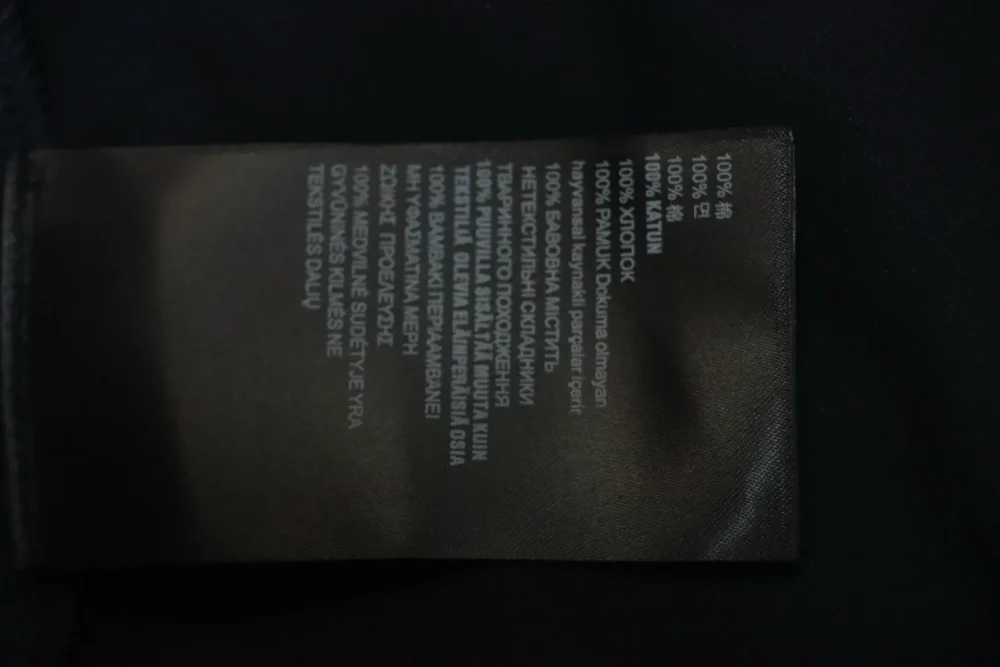 100% 棉
100% 면
100% 棉
100% KATUN
100% ХЛОПОК
100% PAMUK Dokuma olmayan
hayvansal kaynakli parçalar içerir
100% БАВОВНА МІСТИТЬ
НЕТЕКСТИЛЬНІ СКЛАДНИКИ
ТВАРИННОГО ПОХОДЖЕННЯ
100% PUUVILLA SISÄLTÄÄ MUUTA KUIN
TEKSTIILIÄ OLEVIA ELÄINPERÄISIÄ OSIA
100% ΒΑΜΒΑΚΙ ΠΕΡΙΛΑΜΒΑΝΕΙ
ΜΗ ΥΦΑΣΜΑΤΙΝΑ ΜΕΡΗ
ΖΩΙΚΗΣ ΠΡΟΕΛΕΥΣΗΣ
100% MEDVILNĖ SUDĖTYJE YRA
GYVŪNINĖS KILMĖS NE
TEKSTILĖS DALIŲ